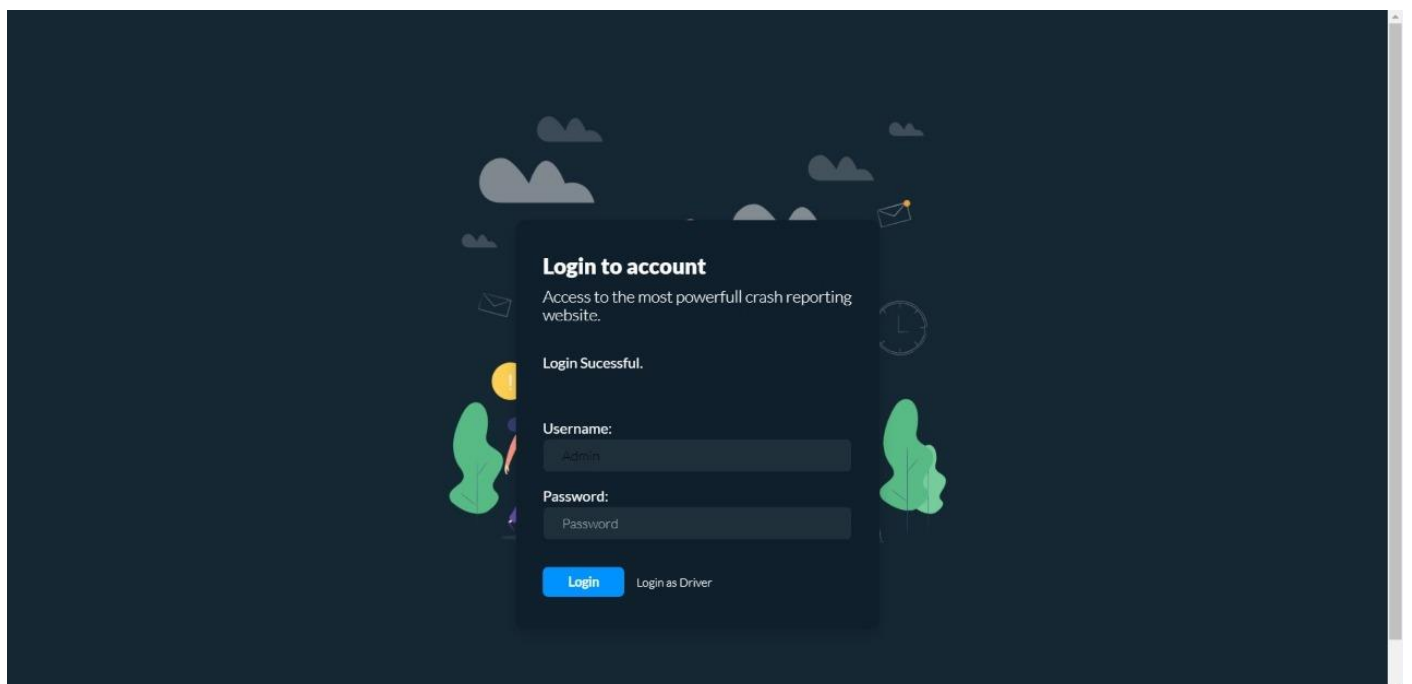 Login to account
Access to the most powerfull crash reporting
website.
Login Sucessful.
Username:
Admin
Password:
Password
Login
Login as Driver